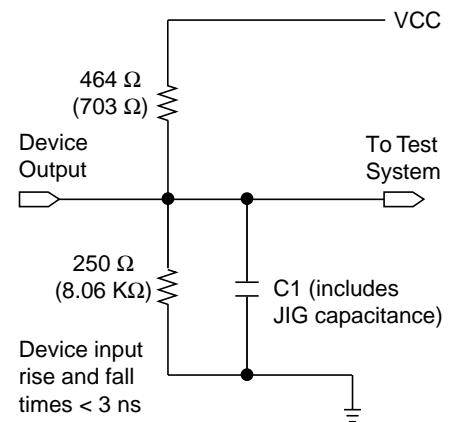 VCC
464 Ω
(703 Ω)
Device
Output
To Test
System
250 Ω
(8.06 KΩ)
C1 (includes
JIG capacitance)
Device input
rise and fall
times < 3 ns